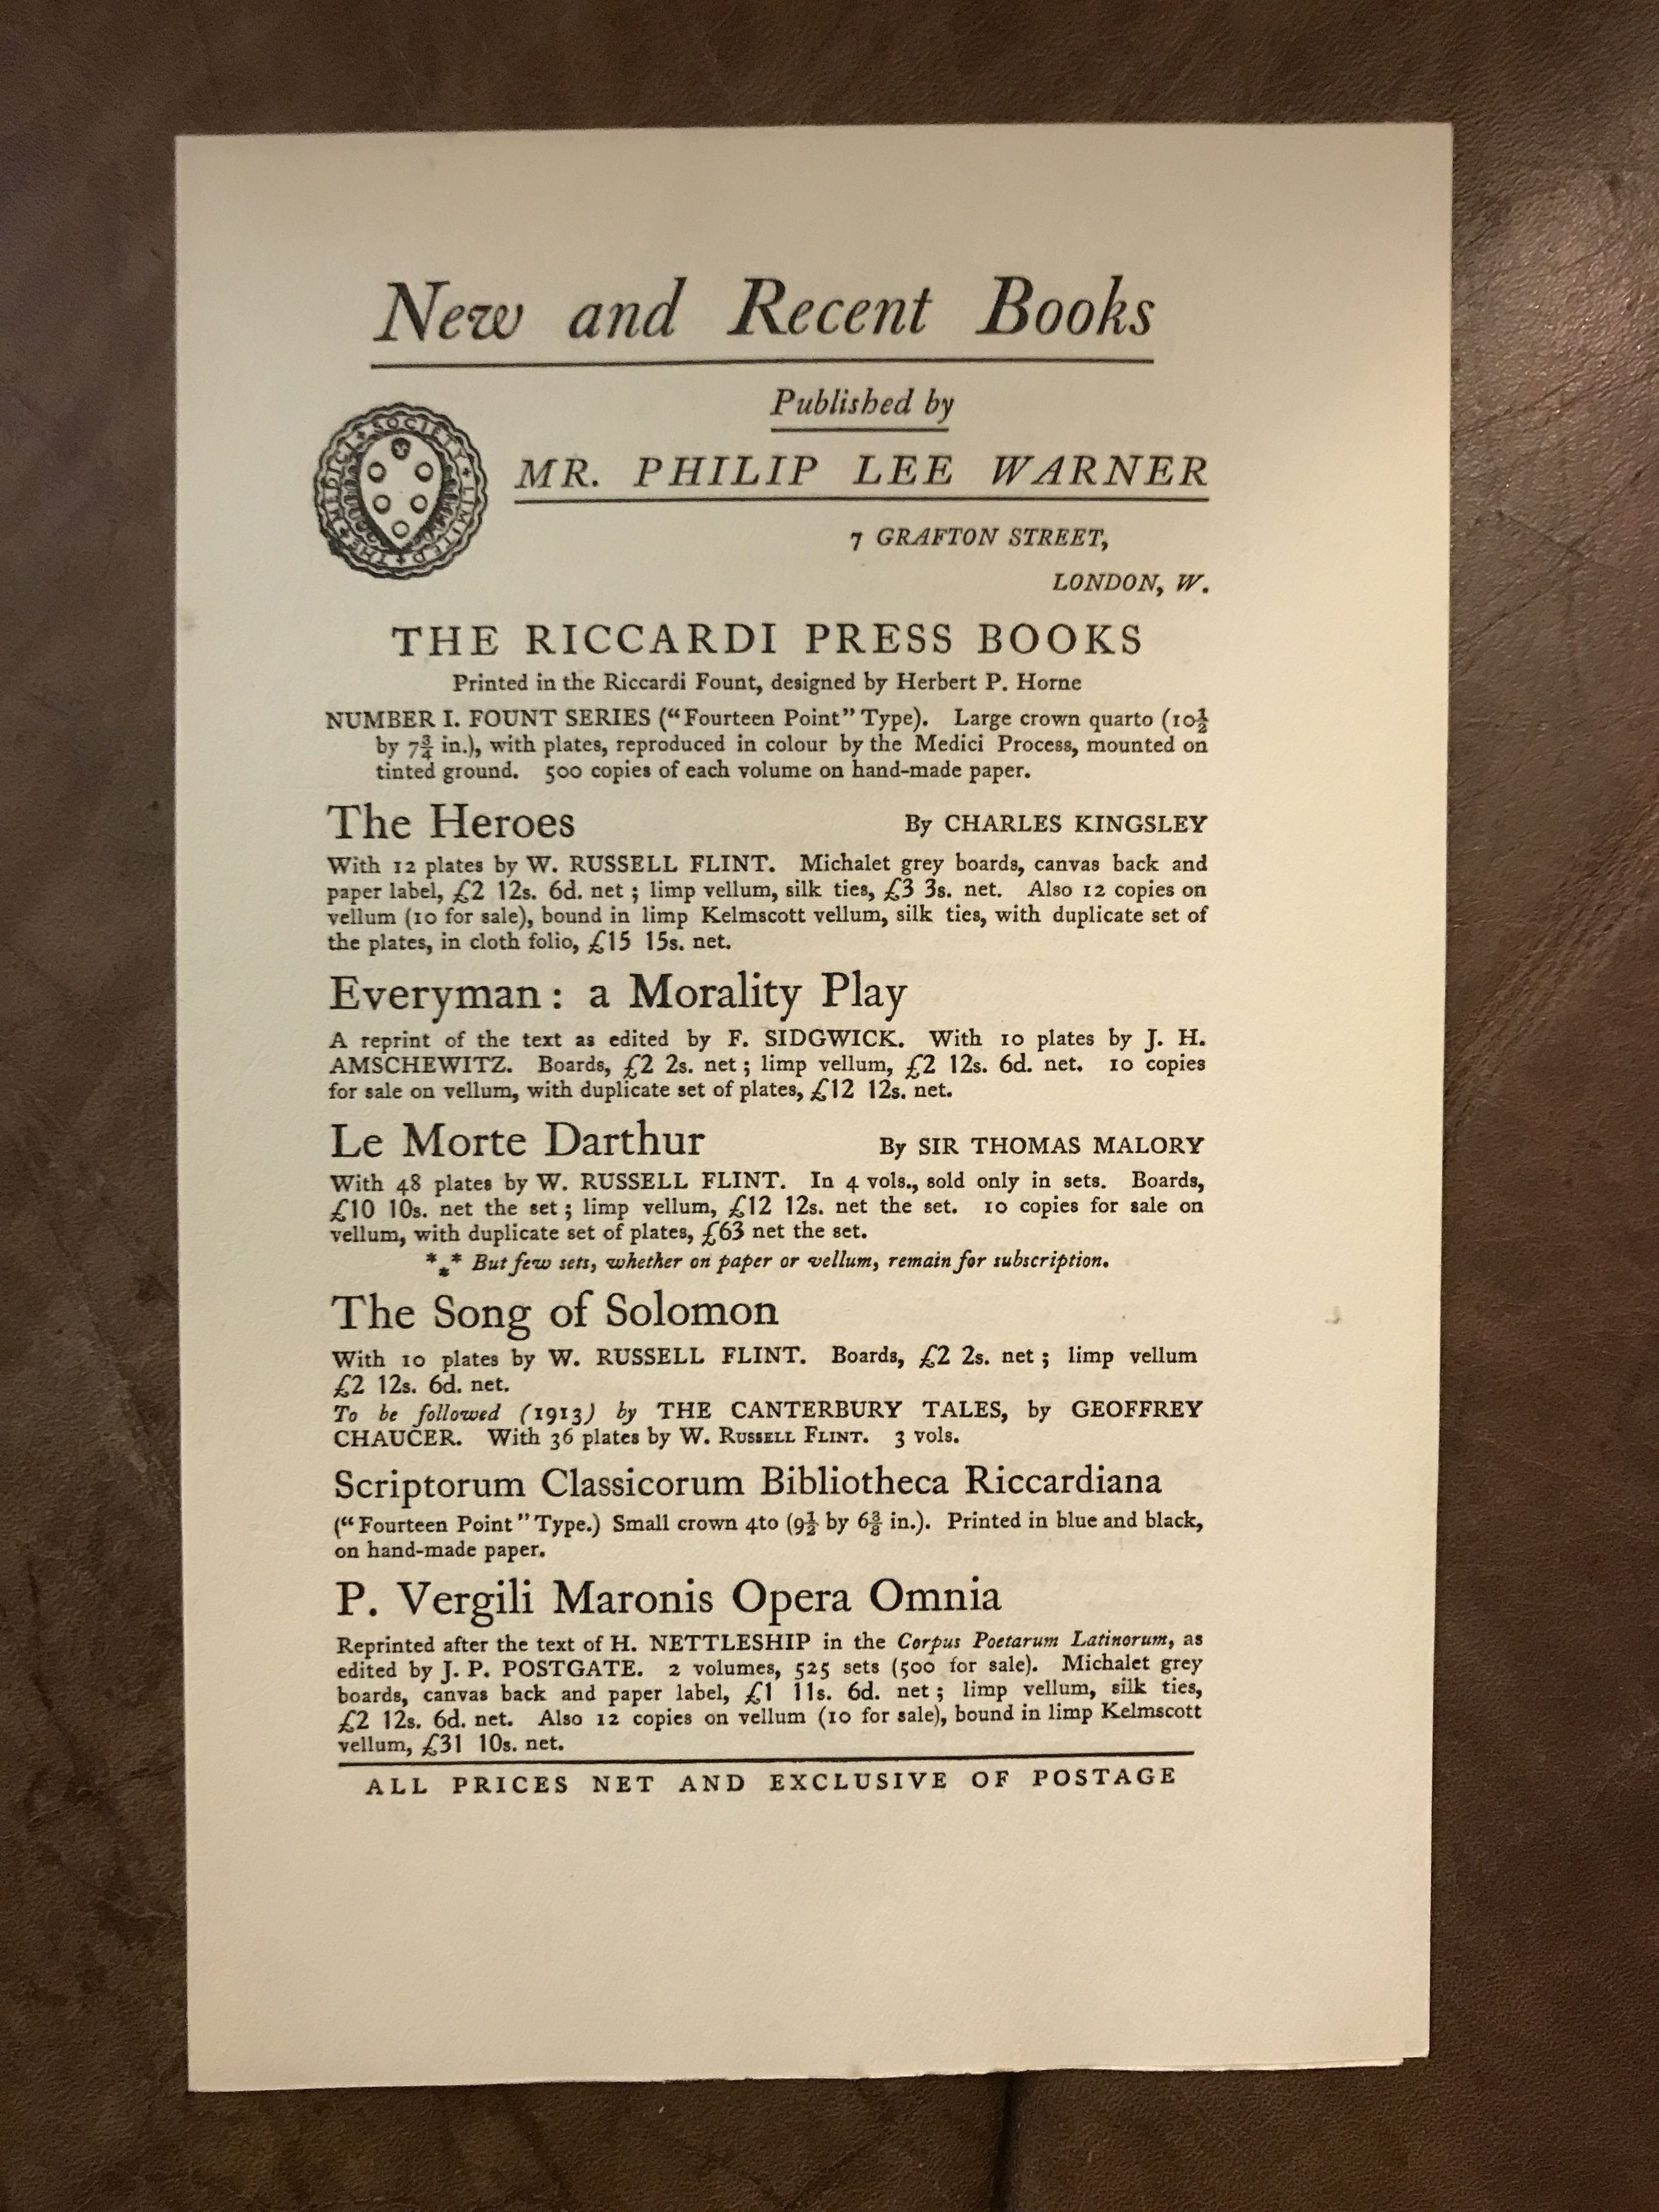 New and Recent Books
Published by
MR. PHILIP LEE WARNER
7 GRAFTON STREET,
LONDON, W.
THE MEDICI SOCIETY LIMITED
THE RICCARDI PRESS BOOKS
Printed in the Riccardi Fount, designed by Herbert P. Horne
NUMBER I. FOUNT SERIES (“Fourteen Point” Type). Large crown quarto (10½
by 7¾ in.), with plates, reproduced in colour by the Medici Process, mounted on
tinted ground. 500 copies of each volume on hand-made paper.
The Heroes By CHARLES KINGSLEY
With 12 plates by W. RUSSELL FLINT. Michalet grey boards, canvas back and
paper label, £2 12s. 6d. net ; limp vellum, silk ties, £3 3s. net. Also 12 copies on
vellum (10 for sale), bound in limp Kelmscott vellum, silk ties, with duplicate set of
the plates, in cloth folio, £15 15s. net.
Everyman : a Morality Play
A reprint of the text as edited by F. SIDGWICK. With 10 plates by J. H.
AMSCHEWITZ. Boards, £2 2s. net ; limp vellum, £2 12s. 6d. net. 10 copies
for sale on vellum, with duplicate set of plates, £12 12s. net.
Le Morte Darthur By SIR THOMAS MALORY
With 48 plates by W. RUSSELL FLINT. In 4 vols., sold only in sets. Boards,
£10 10s. net the set ; limp vellum, £12 12s. net the set. 10 copies for sale on
vellum, with duplicate set of plates, £63 net the set.
*** But few sets, whether on paper or vellum, remain for subscription.
The Song of Solomon
With 10 plates by W. RUSSELL FLINT. Boards, £2 2s. net ; limp vellum
£2 12s. 6d. net.
To be followed (1913) by THE CANTERBURY TALES, by GEOFFREY
CHAUCER. With 36 plates by W. RUSSELL FLINT. 3 vols.
Scriptorum Classicorum Bibliotheca Riccardiana
(“Fourteen Point” Type.) Small crown 4to (9½ by 6⅜ in.). Printed in blue and black,
on hand-made paper.
P. Vergili Maronis Opera Omnia
Reprinted after the text of H. NETTLESHIP in the Corpus Poetarum Latinorum, as
edited by J. P. POSTGATE. 2 volumes, 525 sets (500 for sale). Michalet grey
boards, canvas back and paper label, £1 11s. 6d. net ; limp vellum, silk ties,
£2 12s. 6d. net. Also 12 copies on vellum (10 for sale), bound in limp Kelmscott
vellum, £31 10s. net.
ALL PRICES NET AND EXCLUSIVE OF POSTAGE